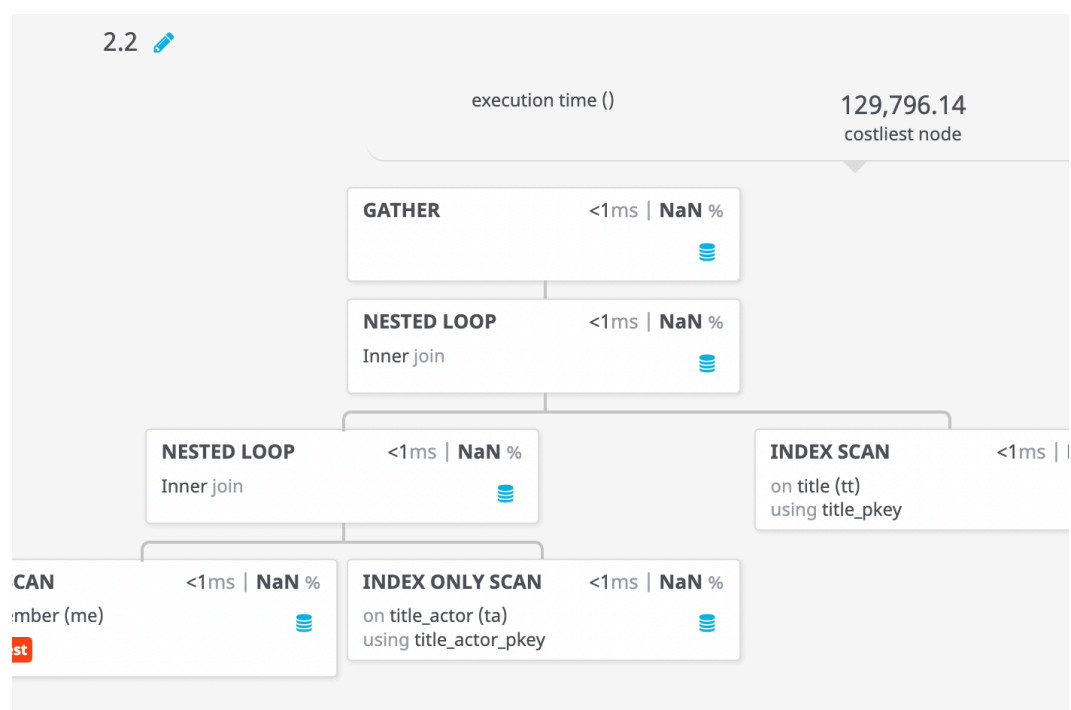 2.2
execution time ()
129,796.14
costliest node
GATHER <1ms | NaN %
NESTED LOOP <1ms | NaN %
Inner join
NESTED LOOP <1ms | NaN %
Inner join
INDEX SCAN <1ms |
on title (tt)
using title_pkey
CAN <1ms | NaN %
mber (me)
st
INDEX ONLY SCAN <1ms | NaN %
on title_actor (ta)
using title_actor_pkey